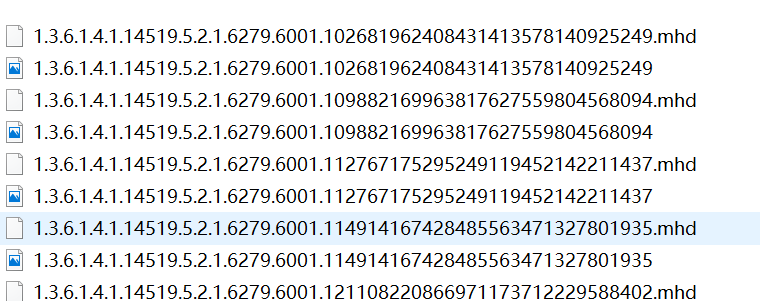 1.3.6.1.4.1.14519.5.2.1.6279.6001.102681962408431413578140925249.mhd
1.3.6.1.4.1.14519.5.2.1.6279.6001.102681962408431413578140925249
1.3.6.1.4.1.14519.5.2.1.6279.6001.109882169963817627559804568094.mhd
1.3.6.1.4.1.14519.5.2.1.6279.6001.109882169963817627559804568094
1.3.6.1.4.1.14519.5.2.1.6279.6001.112767175295249119452142211437.mhd
1.3.6.1.4.1.14519.5.2.1.6279.6001.112767175295249119452142211437
1.3.6.1.4.1.14519.5.2.1.6279.6001.114914167428485563471327801935.mhd
1.3.6.1.4.1.14519.5.2.1.6279.6001.114914167428485563471327801935
1.3.6.1.4.1.14519.5.2.1.6279.6001.121108220866971173712229588402.mhd